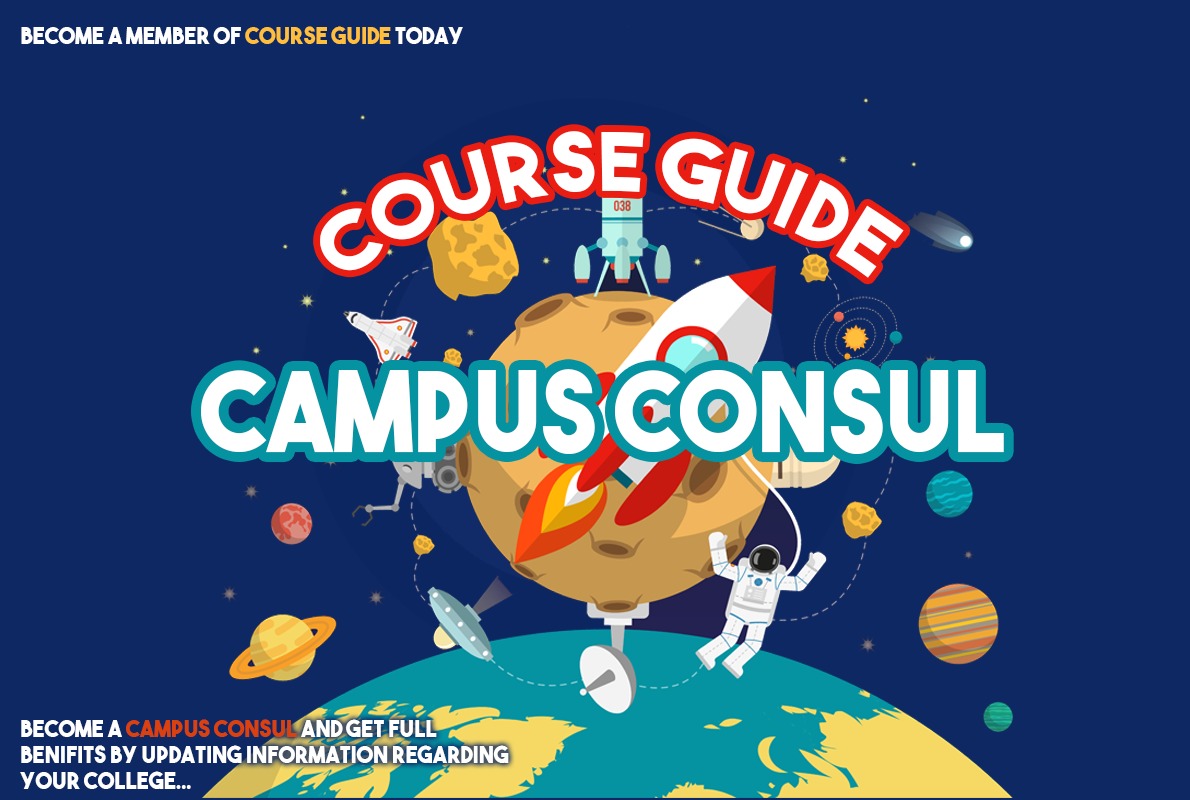 BECOME A MEMBER OF COURSE GUIDE TODAY
COURSE GUIDE
038
CAMPUS CONSUL
BECOME A CAMPUS CONSUL AND GET FULL
BENIFITS BY UPDATING INFORMATION REGARDING
YOUR COLLEGE...